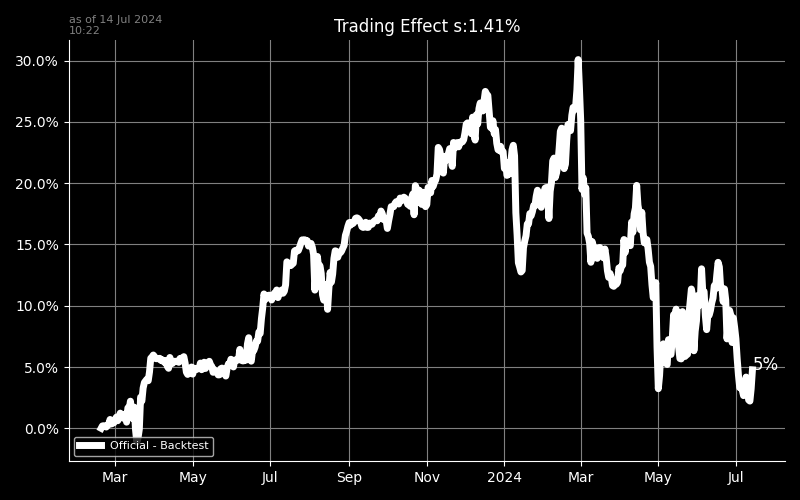 as of 14 Jul 2024
10:22
Trading Effect s:1.41%
30.0%
25.0%
20.0%
15.0%
10.0%
5.0%
0.0%
5%
Official - Backtest
Mar May Jul Sep Nov 2024 Mar May Jul